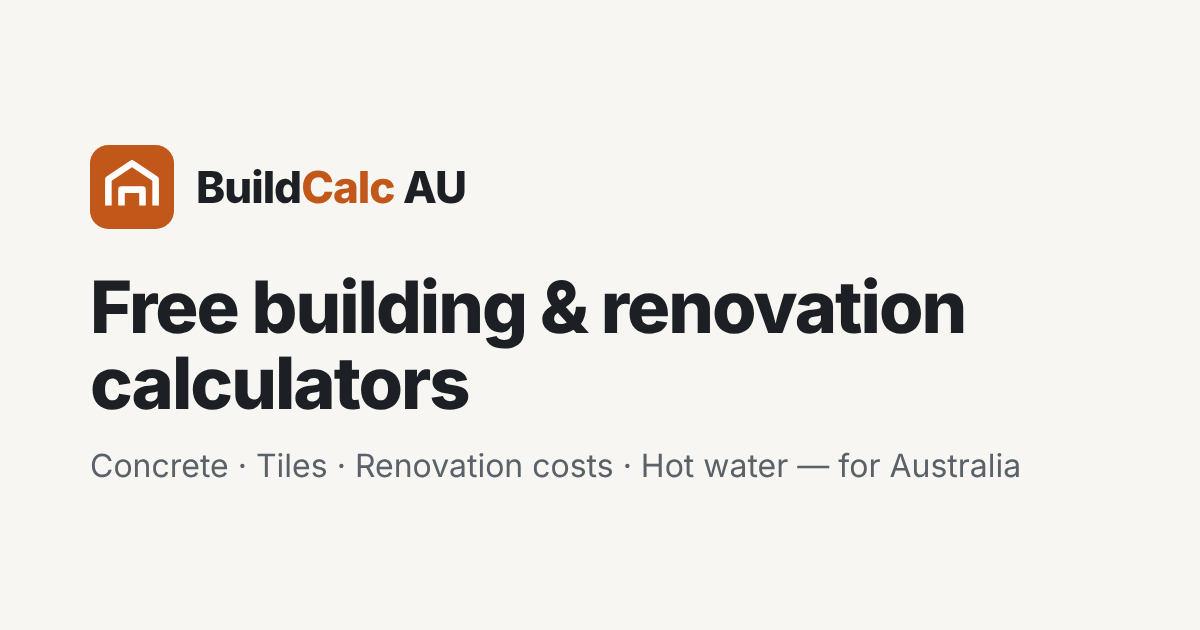 BuildCalc AU
Free building & renovation
calculators
Concrete · Tiles · Renovation costs · Hot water — for Australia